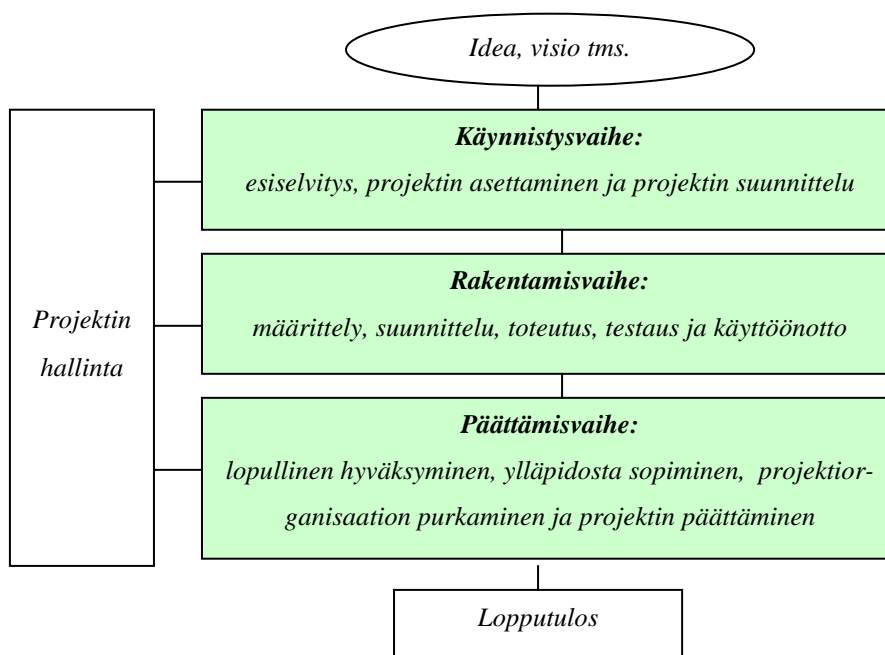 Idea, visio tms.
Käynnistysvaihe:
esiselvitys, projektin asettaminen ja projektin suunnittelu
Rakentamisvaihe:
määrittely, suunnittelu, toteutus, testaus ja käyttöönotto
Projektin
hallinta
Päättämisvaihe:
lopullinen hyväksyminen, ylläpidosta sopiminen, projektior-
ganisaation purkaminen ja projektin päättäminen
Lopputulos